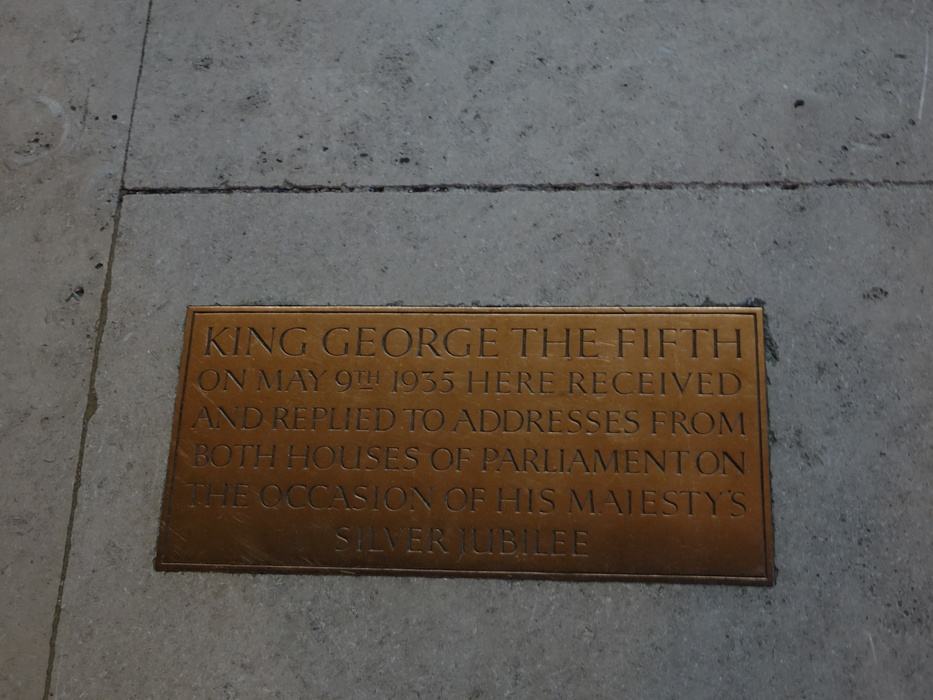 KING GEORGE THE FIFTH
ON MAY 9TH 1935 HERE RECEIVED
AND REPLIED TO ADDRESSES FROM
BOTH HOUSES OF PARLIAMENT ON
THE OCCASION OF HIS MAJESTY'S
SILVER JUBILEE